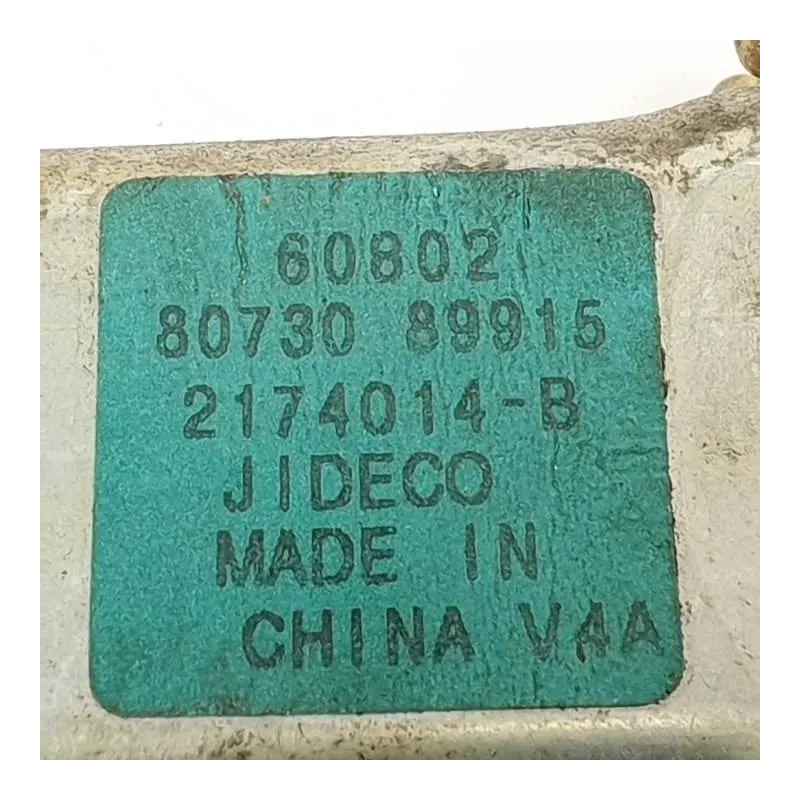 60802
80730 89915
2174014-B
JIDECO
MADE IN
CHINA V4A